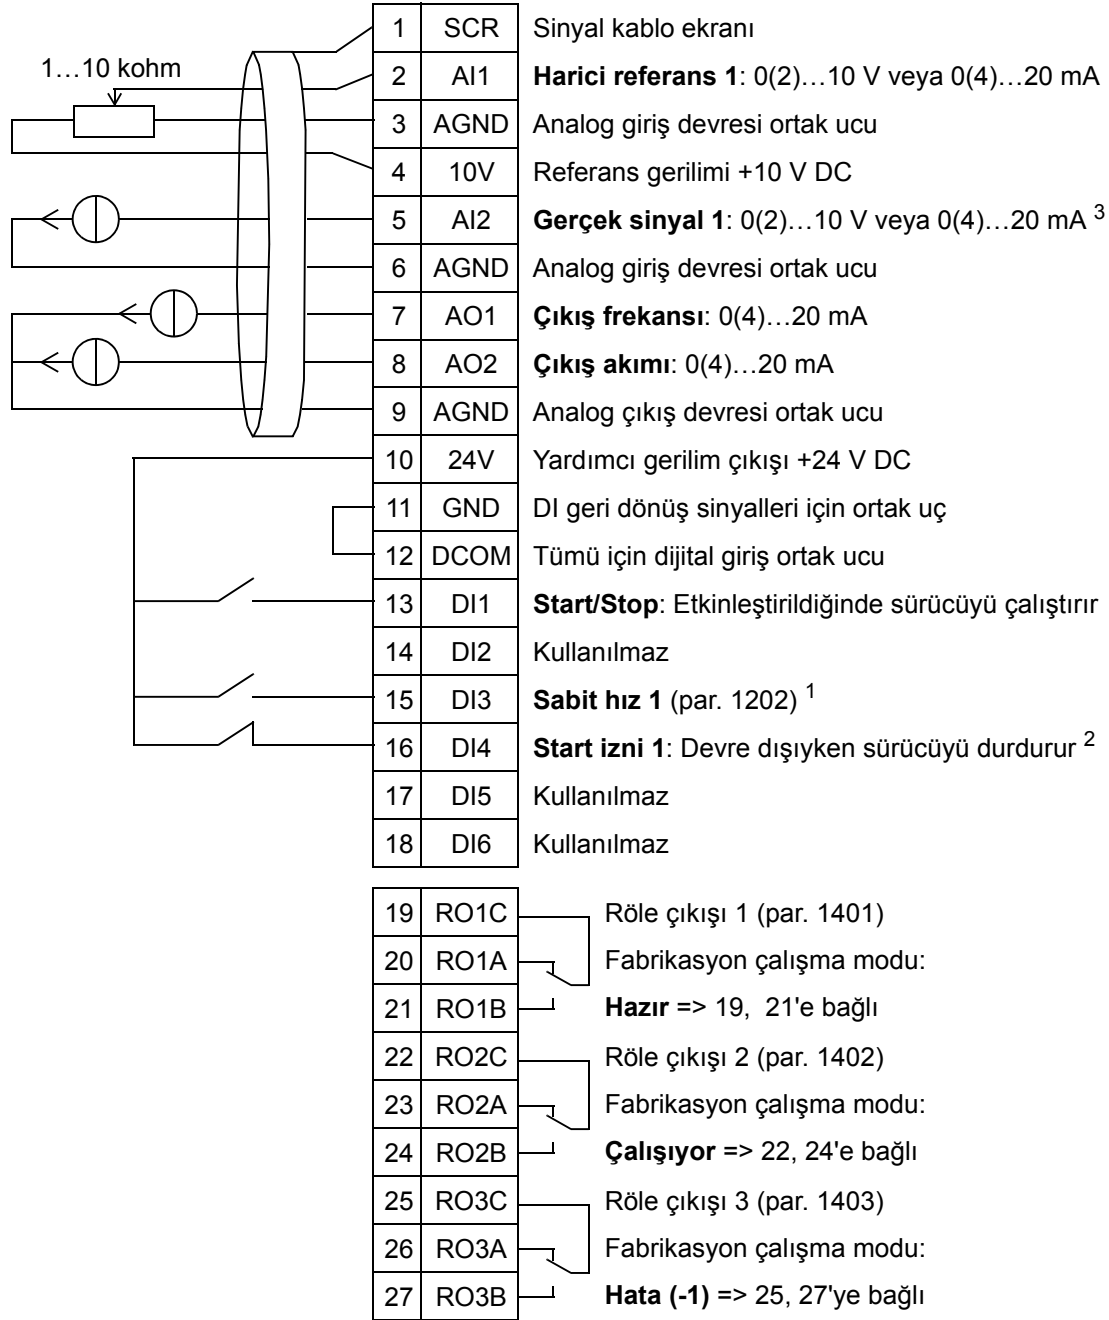 1 SCR Sinyal kablo ekranı
1…10 kohm
2 AI1 Harici referans 1: 0(2)…10 V veya 0(4)…20 mA
3 AGND Analog giriş devresi ortak ucu
4 10V Referans gerilimi +10 V DC
5 AI2 Gerçek sinyal 1: 0(2)…10 V veya 0(4)…20 mA 3
6 AGND Analog giriş devresi ortak ucu
7 AO1 Çıkış frekansı: 0(4)…20 mA
8 AO2 Çıkış akımı: 0(4)…20 mA
9 AGND Analog çıkış devresi ortak ucu
10 24V Yardımcı gerilim çıkışı +24 V DC
11 GND DI geri dönüş sinyalleri için ortak uç
12 DCOM Tümü için dijital giriş ortak ucu
13 DI1 Start/Stop: Etkinleştirildiğinde sürücüyü çalıştırır
14 DI2 Kullanılmaz
15 DI3 Sabit hız 1 (par. 1202) 1
16 DI4 Start izni 1: Devre dışıyken sürücüyü durdurur 2
17 DI5 Kullanılmaz
18 DI6 Kullanılmaz
19 RO1C Röle çıkışı 1 (par. 1401)
20 RO1A Fabrikasyon çalışma modu:
21 RO1B Hazır => 19, 21'e bağlı
22 RO2C Röle çıkışı 2 (par. 1402)
23 RO2A Fabrikasyon çalışma modu:
24 RO2B Çalışıyor => 22, 24'e bağlı
25 RO3C Röle çıkışı 3 (par. 1403)
26 RO3A Fabrikasyon çalışma modu:
27 RO3B Hata (-1) => 25, 27'ye bağlı